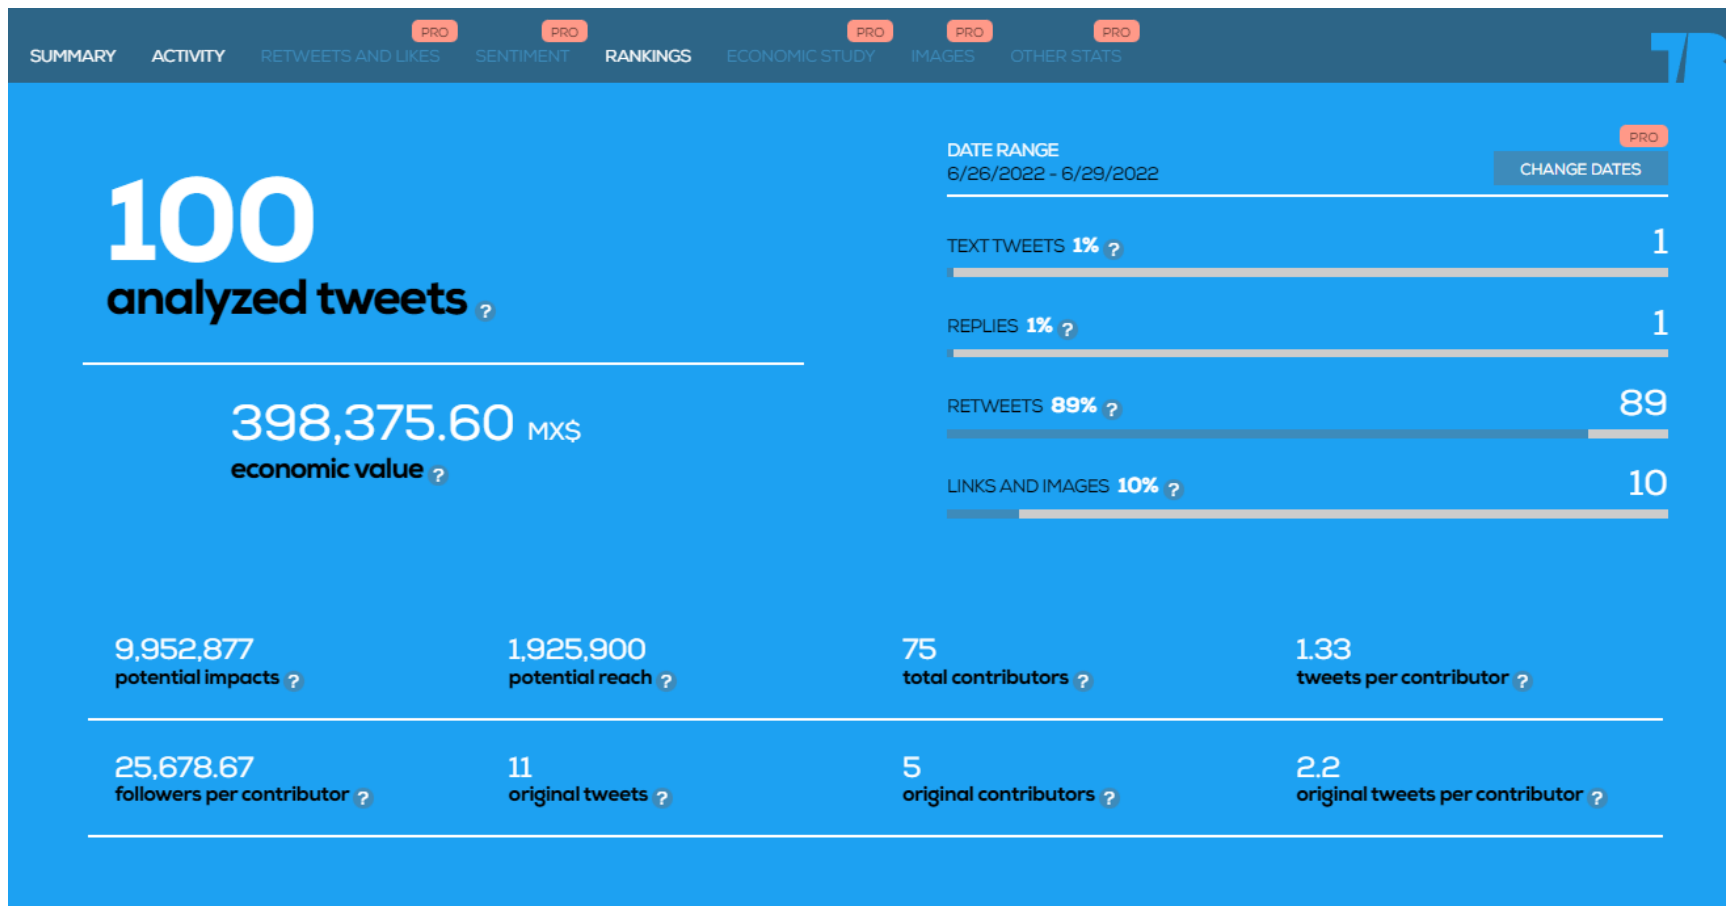 SUMMARY ACTIVITY RETWEETS AND LIKES PRO SENTIMENT PRO RANKINGS ECONOMIC STUDY PRO IMAGES PRO OTHER STATS PRO
100
analyzed tweets ?
398,375.60 MX$
economic value ?
DATE RANGE
6/26/2022 - 6/29/2022
PRO
CHANGE DATES
TEXT TWEETS 1% ? 1
REPLIES 1% ? 1
RETWEETS 89% ? 89
LINKS AND IMAGES 10% ? 10
9,952,877
potential impacts ?
1,925,900
potential reach ?
75
total contributors ?
1.33
tweets per contributor ?
25,678.67
followers per contributor ?
11
original tweets ?
5
original contributors ?
2.2
original tweets per contributor ?